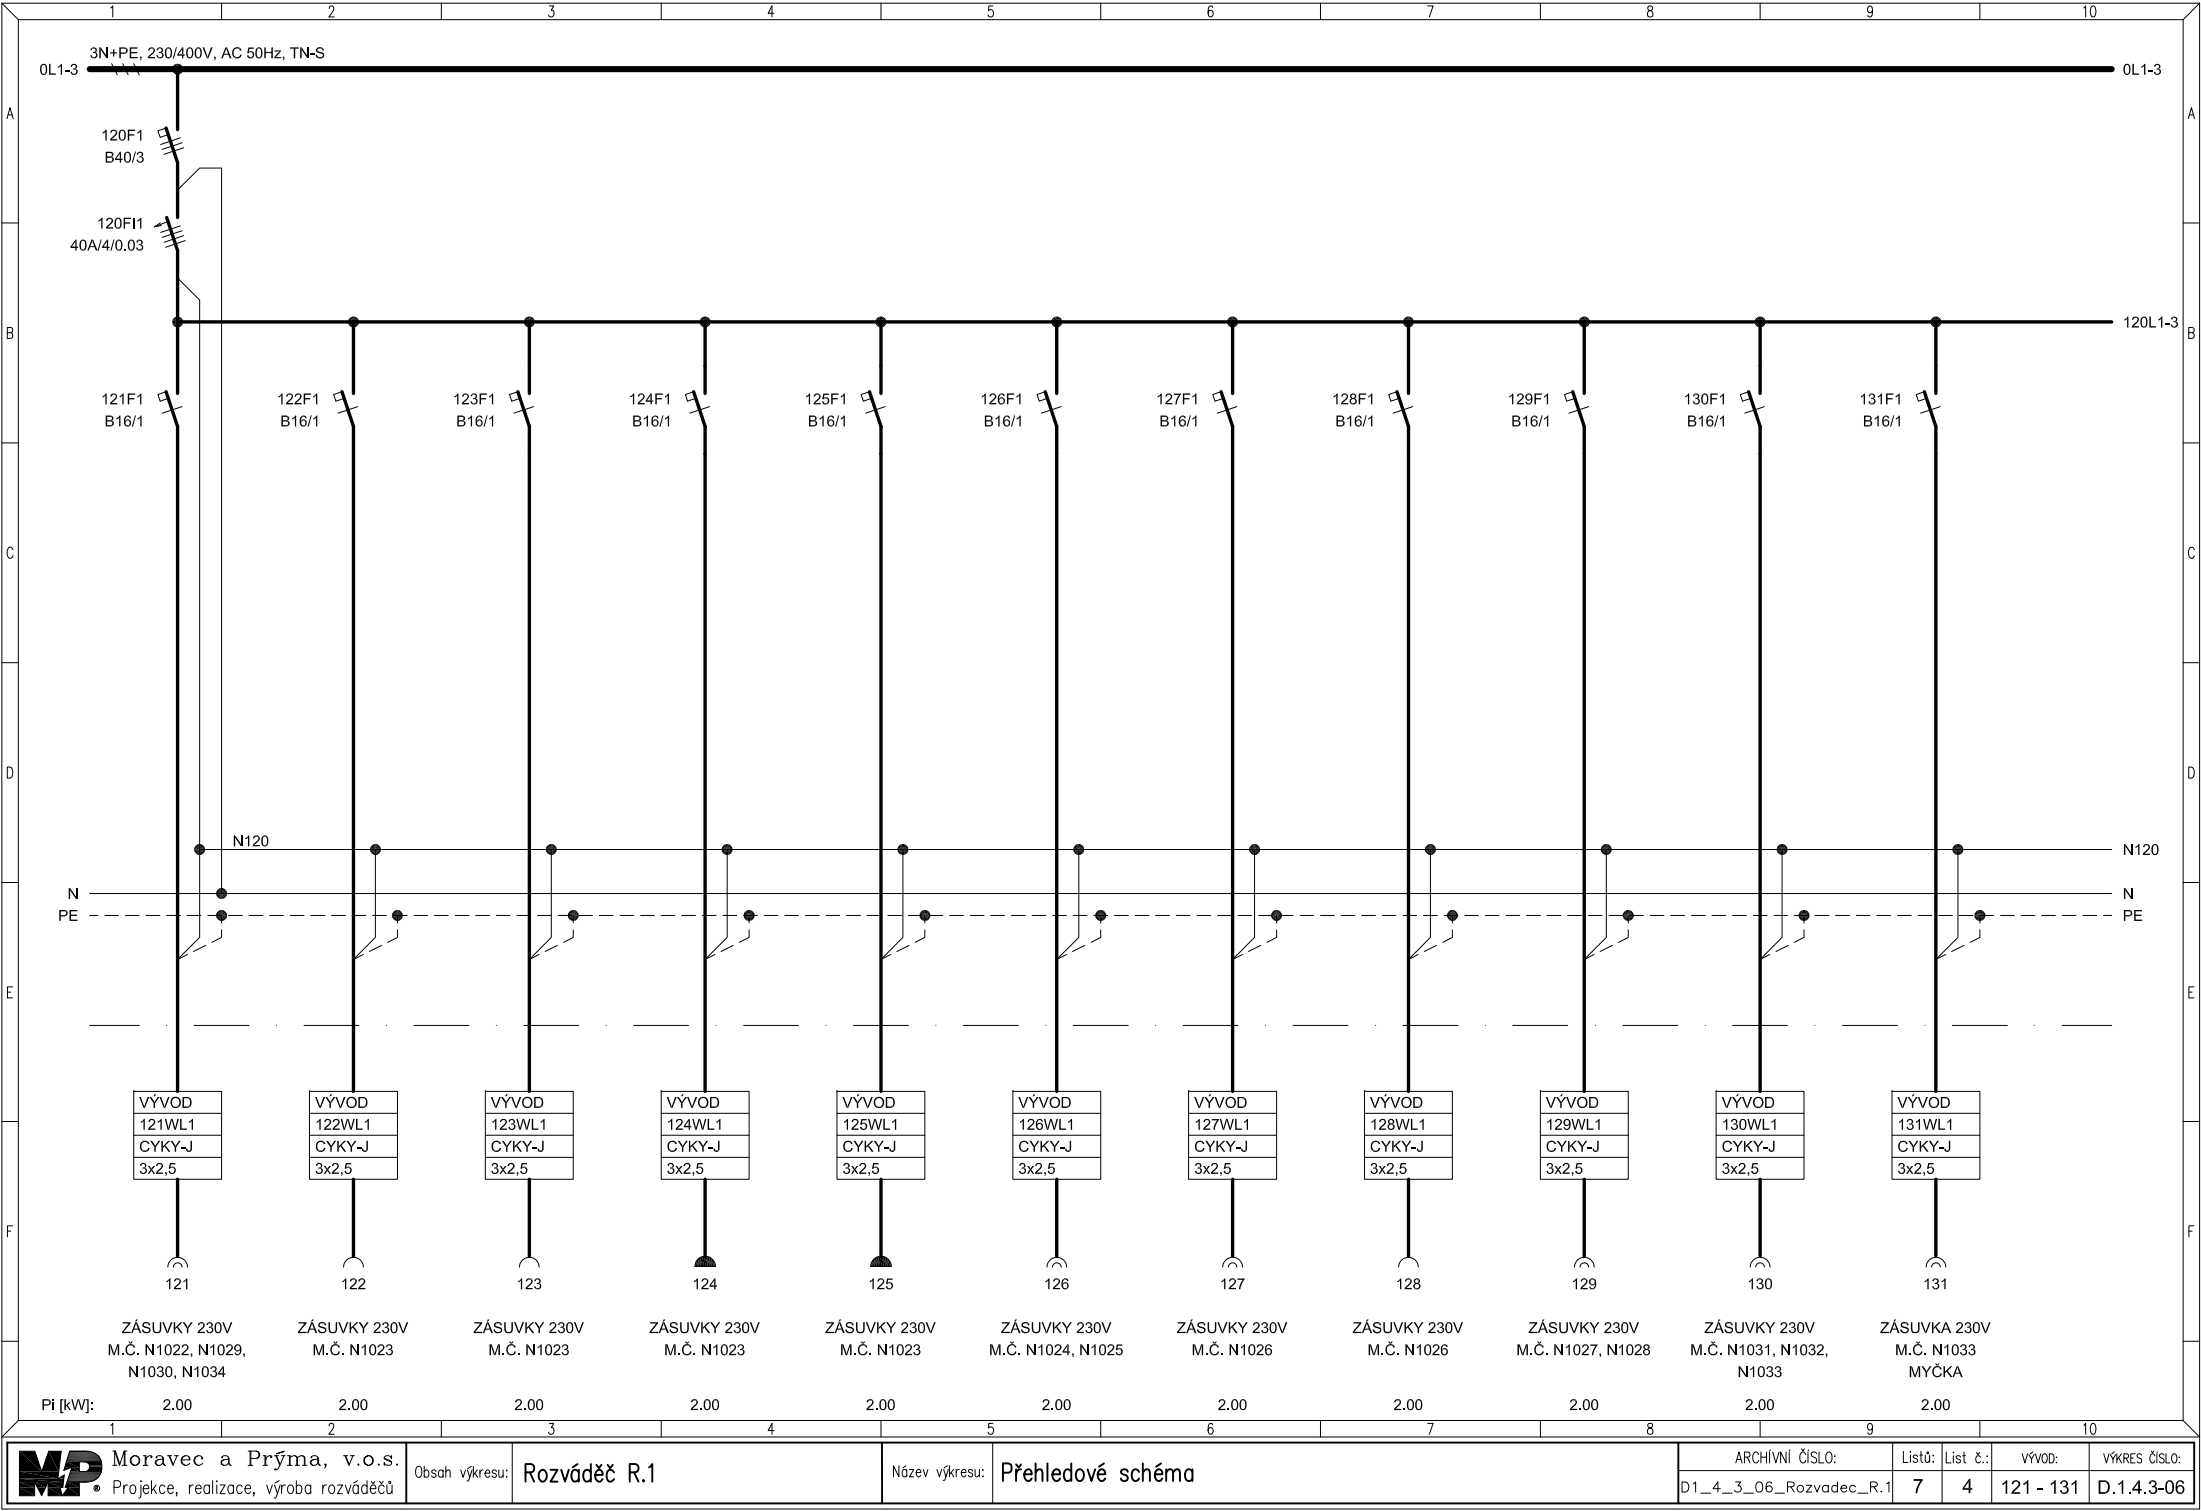 1 2 3 4 5 6 7 8 9 10
3N+PE, 230/400V, AC 50Hz, TN-S
0L1-3 0L1-3
A A
120F1
B40/3
120FI1
40A/4/0.03
120L1-3
B B
121F1 122F1 123F1 124F1 125F1 126F1 127F1 128F1 129F1 130F1 131F1
B16/1 B16/1 B16/1 B16/1 B16/1 B16/1 B16/1 B16/1 B16/1 B16/1 B16/1
C C
D D
N120 N120
N N
PE PE
E E
VÝVOD VÝVOD VÝVOD VÝVOD VÝVOD VÝVOD VÝVOD VÝVOD VÝVOD VÝVOD VÝVOD
121WL1 122WL1 123WL1 124WL1 125WL1 126WL1 127WL1 128WL1 129WL1 130WL1 131WL1
CYKY-J CYKY-J CYKY-J CYKY-J CYKY-J CYKY-J CYKY-J CYKY-J CYKY-J CYKY-J CYKY-J
3x2,5 3x2,5 3x2,5 3x2,5 3x2,5 3x2,5 3x2,5 3x2,5 3x2,5 3x2,5 3x2,5
F F
121 122 123 124 125 126 127 128 129 130 131
ZÁSUVKY 230V ZÁSUVKY 230V ZÁSUVKY 230V ZÁSUVKY 230V ZÁSUVKY 230V ZÁSUVKY 230V ZÁSUVKY 230V ZÁSUVKY 230V ZÁSUVKY 230V ZÁSUVKY 230V ZÁSUVKA 230V
M.Č. N1022, N1029, M.Č. N1023 M.Č. N1023 M.Č. N1023 M.Č. N1023 M.Č. N1024, N1025 M.Č. N1026 M.Č. N1026 M.Č. N1027, N1028 M.Č. N1031, N1032, M.Č. N1033
N1030, N1034 N1033 MYČKA
Pi [kW]: 2.00 2.00 2.00 2.00 2.00 2.00 2.00 2.00 2.00 2.00 2.00
1 2 3 4 5 6 7 8 9 10
MP® Moravec a Prýma, v.o.s.
Projekce, realizace, výroba rozváděčů
Obsah výkresu: Rozváděč R.1
Název výkresu: Přehledové schéma
ARCHÍVNÍ ČÍSLO: Listů: List č.: VÝVOD: VÝKRES ČÍSLO:
D1_4_3_06_Rozvadec_R.1 7 4 121 - 131 D.1.4.3-06